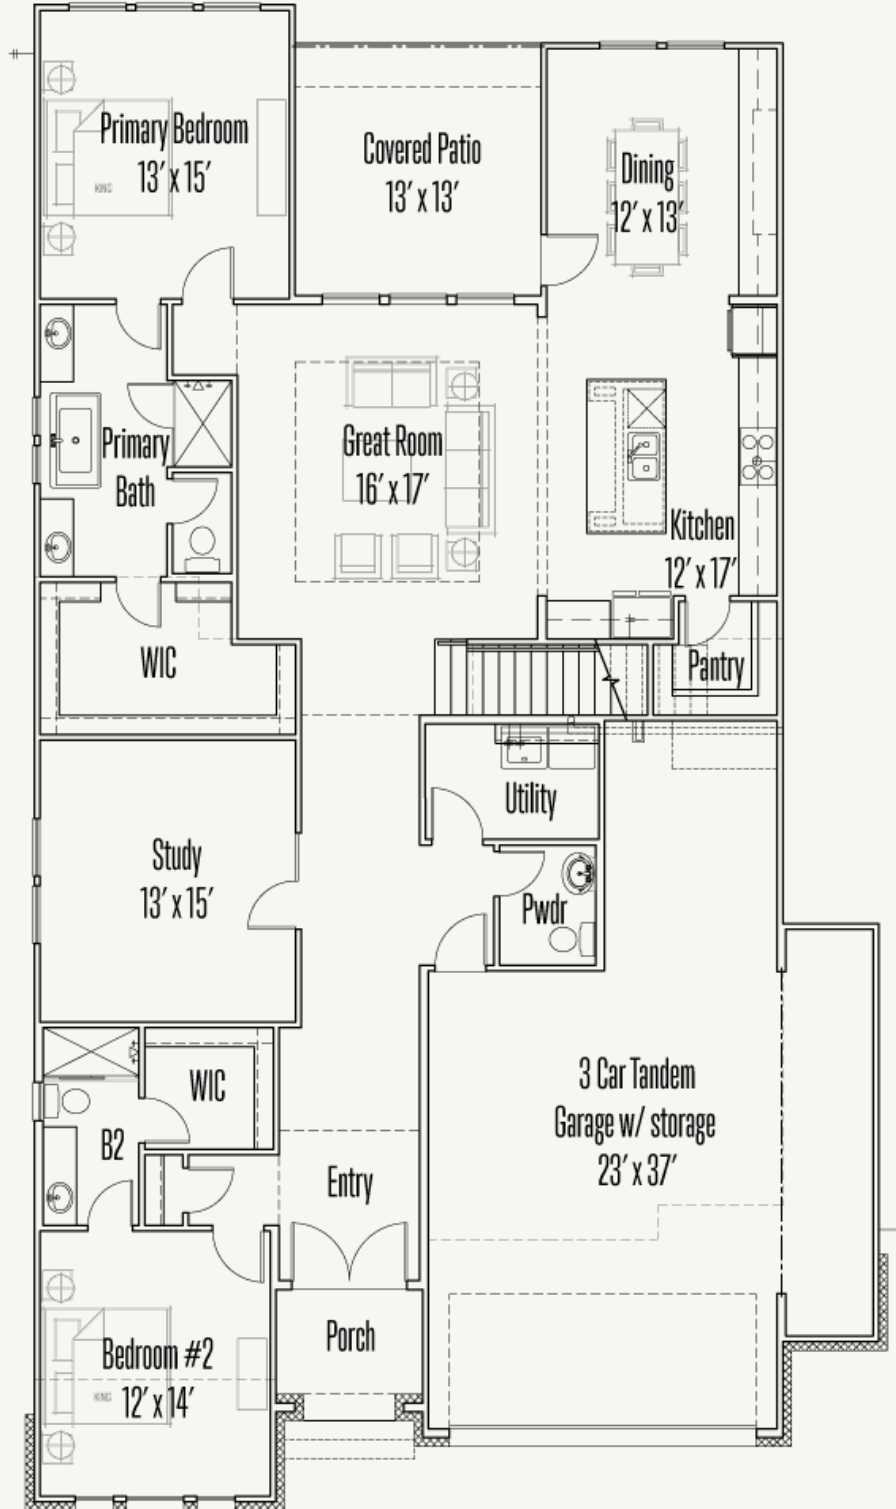 Primary Bedroom
13' x 15'
KING
Covered Patio
13' x 13'
Dining
12' x 13'
Primary
Bath
Great Room
16' x 17'
Kitchen
12' x 17'
WIC
Pantry
Utility
Study
13' x 15'
Pwdr
WIC
B2
3 Car Tandem
Garage w/ storage
23' x 37'
Entry
Porch
Bedroom #2
12' x 14'
KING